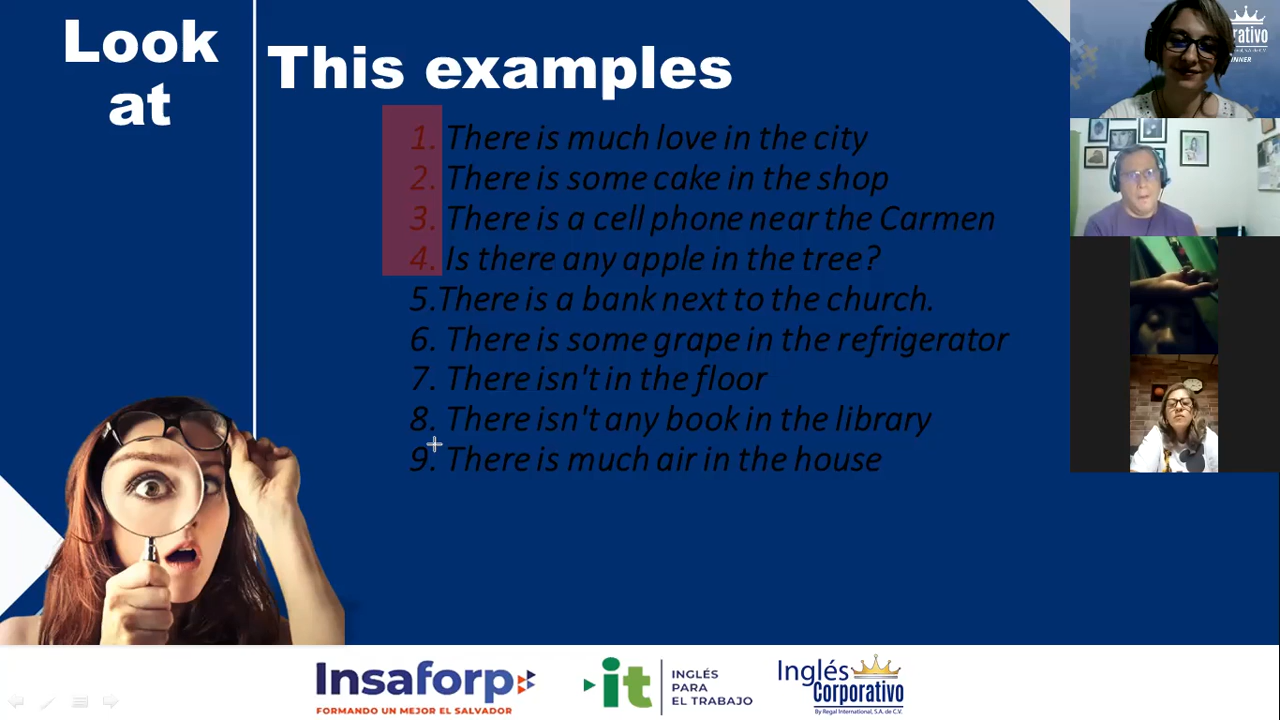 Look
at
This examples
1. There is much love in the city
2. There is some cake in the shop
3. There is a cell phone near the Carmen
4. Is there any apple in the tree?
5.There is a bank next to the church.
6. There is some grape in the refrigerator
7. There isn't in the floor
8. There isn't any book in the library
9. There is much air in the house
rativo
Insaforp
FORMANDO UN MEJOR EL SALVADOR
it
INGLÉS
PARA
EL TRABAJO
Inglés
Corporativo
By Regal International, S.A. de C.V.